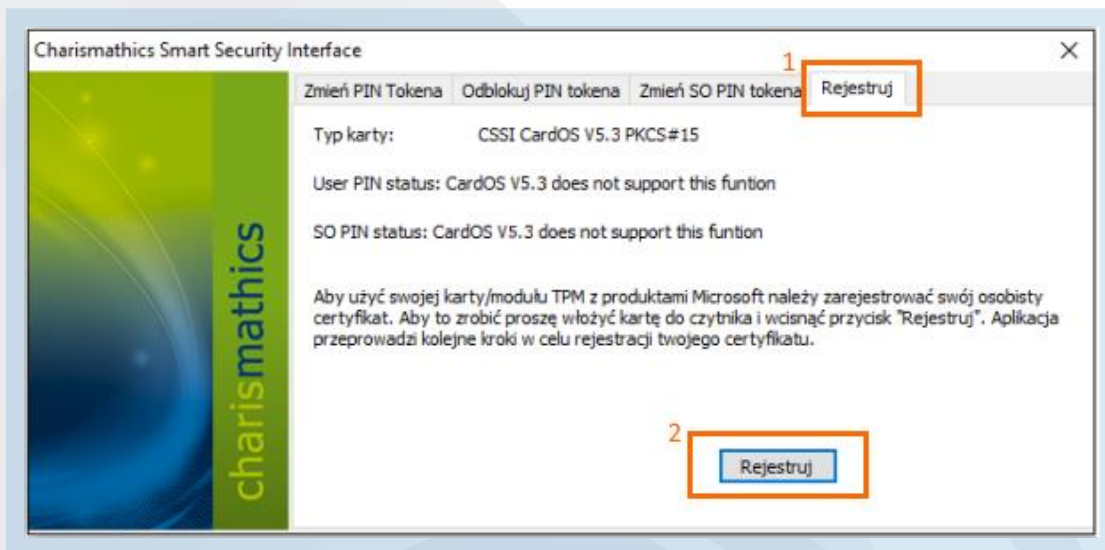 Charismathics Smart Security Interface
1
Zmień PIN Tokena Odblokuj PIN tokena Zmień SO PIN tokena Rejestruj
Typ karty: CSSI CardOS V5.3 PKCS#15
User PIN status: CardOS V5.3 does not support this funtion
SO PIN status: CardOS V5.3 does not support this funtion
Aby użyć swojej karty/modułu TPM z produktami Microsoft należy zarejestrować swój osobisty
certyfikat. Aby to zrobić proszę włożyć kartę do czytnika i wcisnąć przycisk "Rejestruj". Aplikacja
przeprowadzi kolejne kroki w celu rejestracji twojego certyfikatu.
2
Rejestruj
charismathics